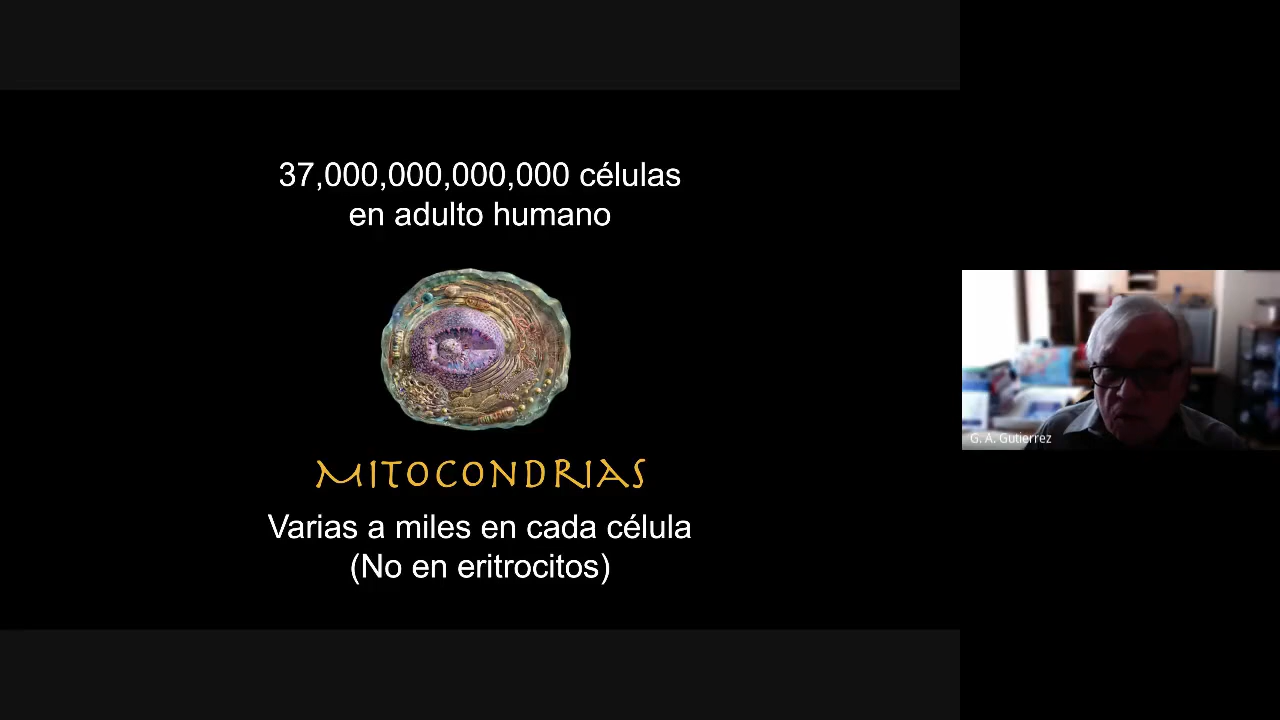 37,000,000,000,000 células
en adulto humano
MITOCONDRIAS
Varias a miles en cada célula
(No en eritrocitos)
G. A. Gutierrez